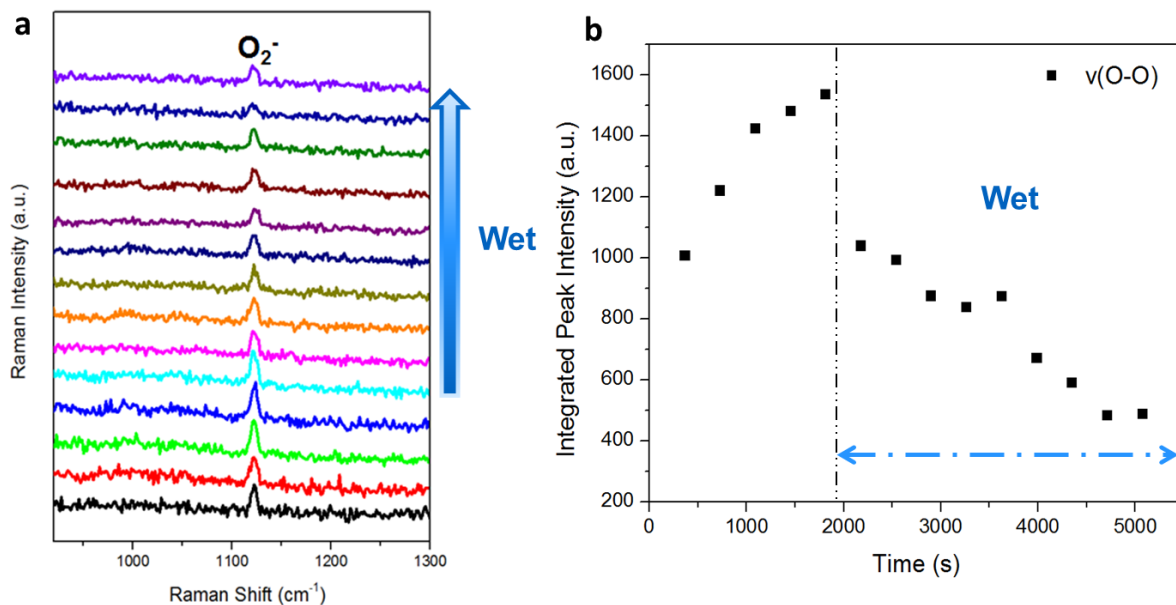 a
O₂⁻
Wet
Raman Intensity (a.u.)
1000 1100 1200 1300
Raman Shift (cm⁻¹)
b
ν(O-O)
Wet
Integrated Peak Intensity (a.u.)
1600
1400
1200
1000
800
600
400
200
0 1000 2000 3000 4000 5000
Time (s)